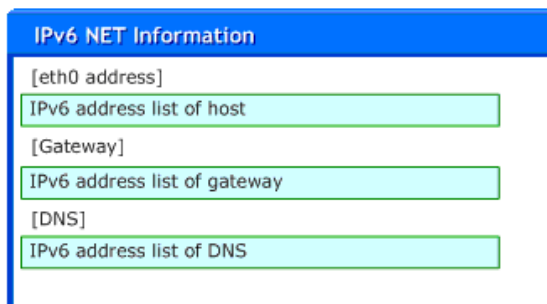 IPv6 NET Information
[eth0 address]
IPv6 address list of host
[Gateway]
IPv6 address list of gateway
[DNS]
IPv6 address list of DNS